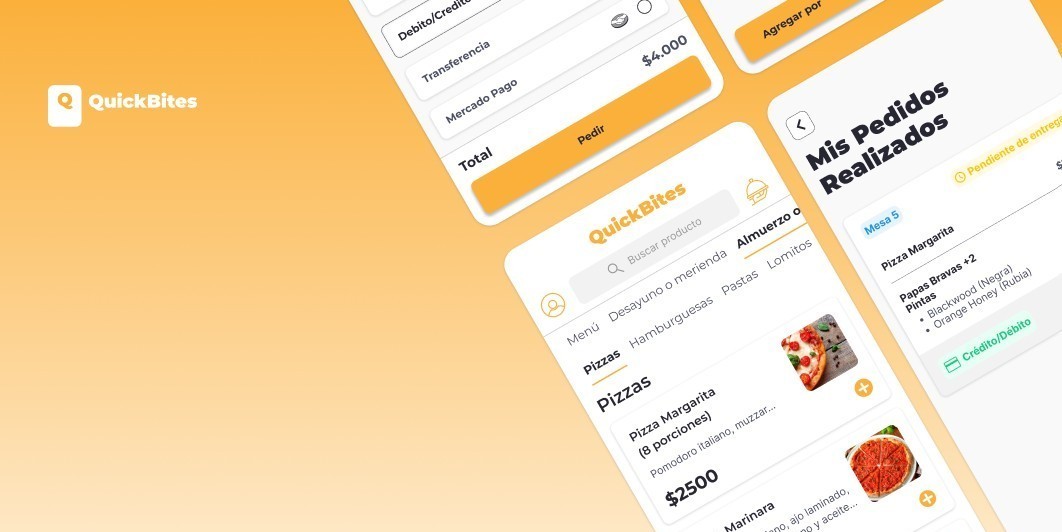 Q QuickBites
Debito/Credito
Transferencia
Mercado Pago
Total
$4.000
Pedir
QuickBites
Buscar producto
Menú
Desayuno o merienda
Almuerzo o
Pizzas
Hamburguesas
Pastas
Lomitos
Pizzas
Pizza Margarita
(8 porciones)
Pomodoro italiano, muzzar...
$2500
Marinara
ajo laminado,
y aceite...
Agregar por
Mis Pedidos
Realizados
Pendiente de entrega
Mesa 5
Pizza Margarita
Papas Bravas +2
Pintas
• Blackwood (Negra)
• Orange Honey (Rubia)
Crédito/Débito